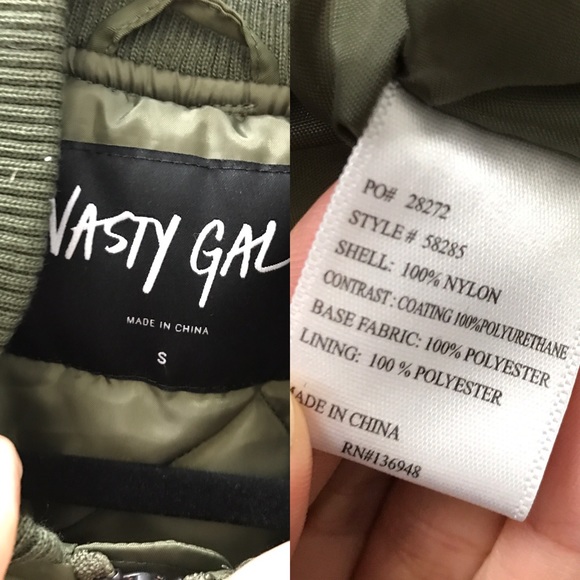 NASTY GAL
MADE IN CHINA
S
PO# 28272
STYLE # 58285
SHELL: 100% NYLON
CONTRAST : COATING 100%POLYURETHANE
BASE FABRIC: 100% POLYESTER
LINING: 100 % POLYESTER
MADE IN CHINA
RN#136948